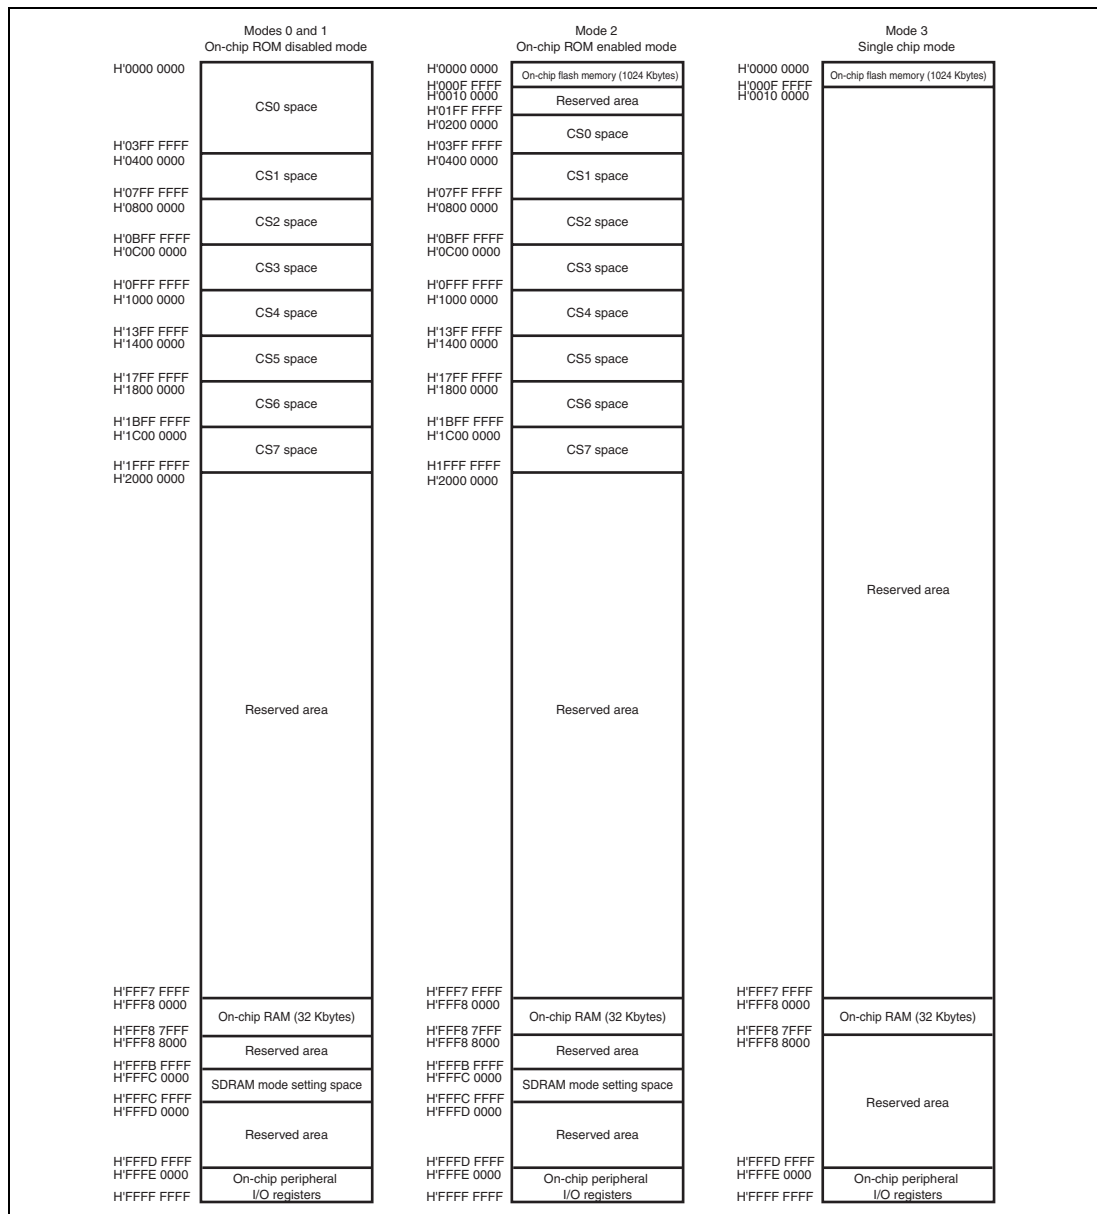 Modes 0 and 1
On-chip ROM disabled mode
H'0000 0000
CS0 space
H'03FF FFFF
H'0400 0000
CS1 space
H'07FF FFFF
H'0800 0000
CS2 space
H'0BFF FFFF
H'0C00 0000
CS3 space
H'0FFF FFFF
H'1000 0000
CS4 space
H'13FF FFFF
H'1400 0000
CS5 space
H'17FF FFFF
H'1800 0000
CS6 space
H'1BFF FFFF
H'1C00 0000
CS7 space
H'1FFF FFFF
H'2000 0000
Reserved area
H'FFF7 FFFF
H'FFF8 0000
On-chip RAM (32 Kbytes)
H'FFF8 7FFF
H'FFF8 8000
Reserved area
H'FFFB FFFF
H'FFFC 0000
SDRAM mode setting space
H'FFFC FFFF
H'FFFD 0000
Reserved area
H'FFFD FFFF
H'FFFE 0000
On-chip peripheral
I/O registers
H'FFFF FFFF
Mode 2
On-chip ROM enabled mode
H'0000 0000
On-chip flash memory (1024 Kbytes)
H'000F FFFF
H'0010 0000
Reserved area
H'01FF FFFF
H'0200 0000
CS0 space
H'03FF FFFF
H'0400 0000
CS1 space
H'07FF FFFF
H'0800 0000
CS2 space
H'0BFF FFFF
H'0C00 0000
CS3 space
H'0FFF FFFF
H'1000 0000
CS4 space
H'13FF FFFF
H'1400 0000
CS5 space
H'17FF FFFF
H'1800 0000
CS6 space
H'1BFF FFFF
H'1C00 0000
CS7 space
H1FFF FFFF
H'2000 0000
Reserved area
H'FFF7 FFFF
H'FFF8 0000
On-chip RAM (32 Kbytes)
H'FFF8 7FFF
H'FFF8 8000
Reserved area
H'FFFB FFFF
H'FFFC 0000
SDRAM mode setting space
H'FFFC FFFF
H'FFFD 0000
Reserved area
H'FFFD FFFF
H'FFFE 0000
On-chip peripheral
I/O registers
H'FFFF FFFF
Mode 3
Single chip mode
H'0000 0000
On-chip flash memory (1024 Kbytes)
H'000F FFFF
H'0010 0000
Reserved area
H'FFF7 FFFF
H'FFF8 0000
On-chip RAM (32 Kbytes)
H'FFF8 7FFF
H'FFF8 8000
Reserved area
H'FFFD FFFF
H'FFFE 0000
On-chip peripheral
I/O registers
H'FFFF FFFF